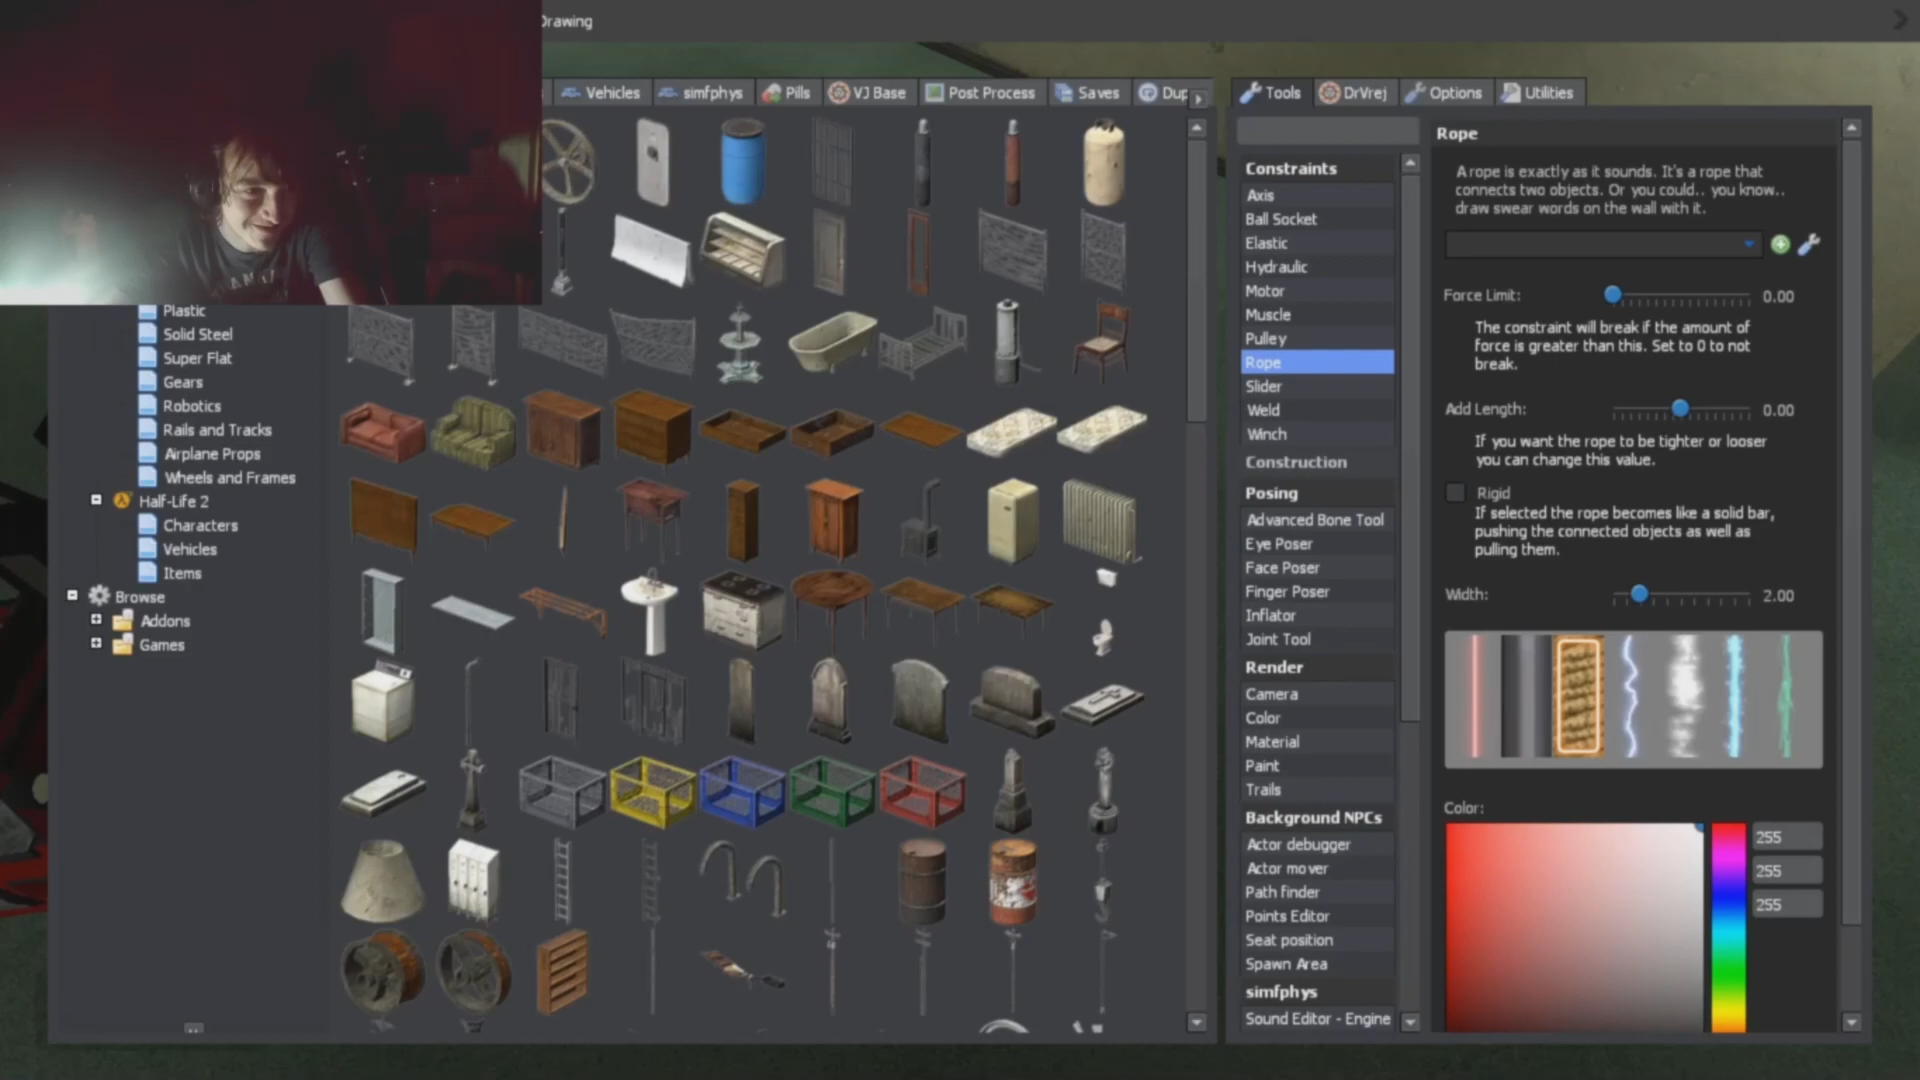 Drawing
Vehicles
simfphys
Pills
VJ Base
Post Process
Saves
Dup
Tools
DrVrej
Options
Utilities
Plastic
Solid Steel
Super Flat
Gears
Robotics
Rails and Tracks
Airplane Props
Wheels and Frames
Half-Life 2
Characters
Vehicles
Items
Browse
Addons
Games
Constraints
Axis
Ball Socket
Elastic
Hydraulic
Motor
Muscle
Pulley
Rope
Slider
Weld
Winch
Construction
Posing
Advanced Bone Tool
Eye Poser
Face Poser
Finger Poser
Inflator
Joint Tool
Render
Camera
Color
Material
Paint
Trails
Background NPCs
Actor debugger
Actor mover
Path finder
Points Editor
Seat position
Spawn Area
simfphys
Sound Editor - Engine
Rope
A rope is exactly as it sounds. It's a rope that
connects two objects. Or you could.. you know..
draw swear words on the wall with it.
Force Limit: 0.00
The constraint will break if the amount of
force is greater than this. Set to 0 to not
break.
Add Length: 0.00
If you want the rope to be tighter or looser
you can change this value.
Rigid
If selected the rope becomes like a solid bar,
pushing the connected objects as well as
pulling them.
Width: 2.00
Color:
255
255
255